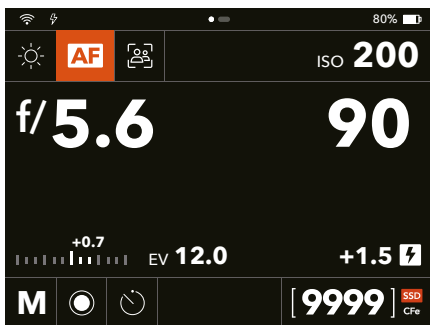 80%
AF ISO 200
f/5.6 90
+0.7
EV 12.0 +1.5
M [9999] SSD
CFe